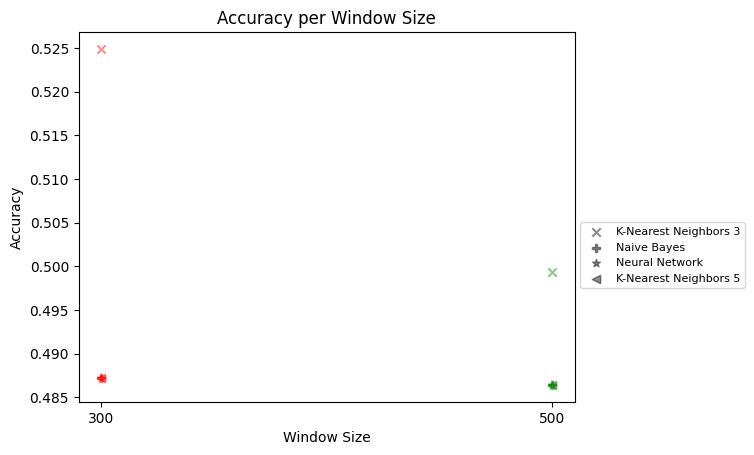 Accuracy per Window Size
0.525
0.520
0.515
0.510
0.505
0.500
0.495
0.490
0.485
Accuracy
300
500
Window Size
K-Nearest Neighbors 3
Naive Bayes
Neural Network
K-Nearest Neighbors 5